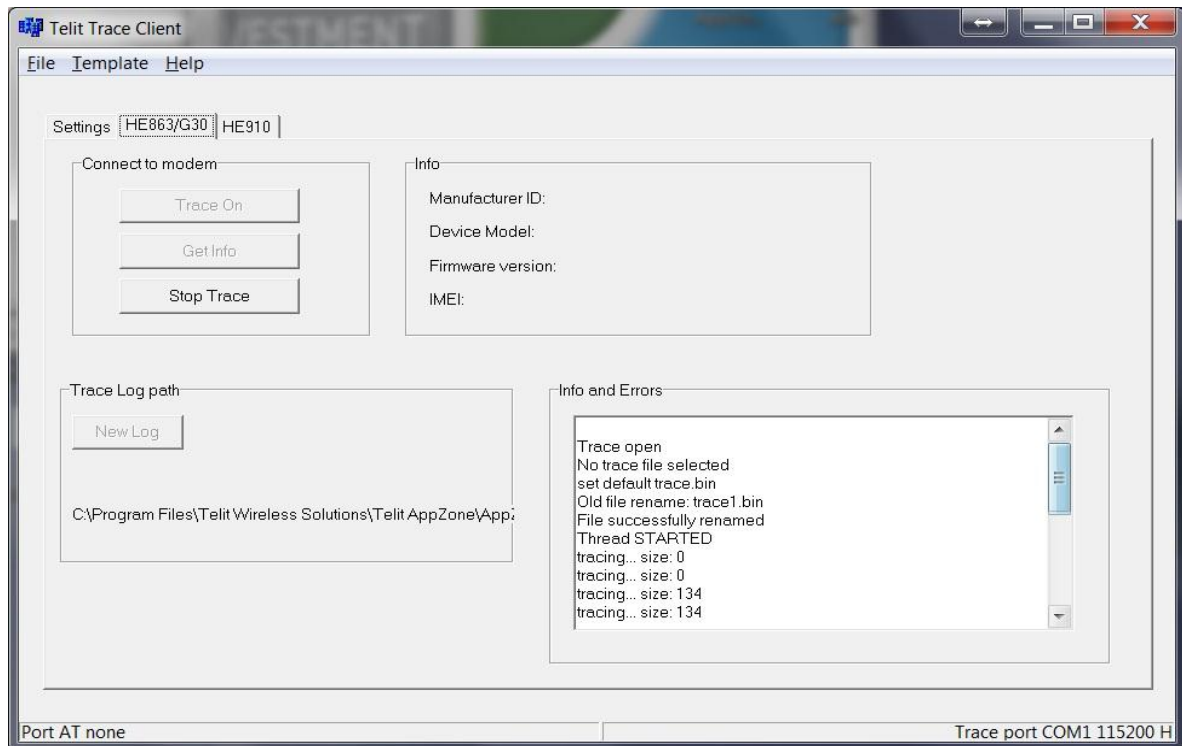 Telit Trace Client
VESTMENT
File Template Help
Settings HE863/G30 HE910
Connect to modem
Trace On
Get Info
Stop Trace
Info
Manufacturer ID:
Device Model:
Firmware version:
IMEI:
Trace Log path
New Log
C:\Program Files\Telit Wireless Solutions\Telit AppZone\App
Info and Errors
Trace open
No trace file selected
set default trace.bin
Old file rename: trace1.bin
File successfully renamed
Thread STARTED
tracing... size: 0
tracing... size: 0
tracing... size: 134
tracing... size: 134
Port AT none
Trace port COM1 115200 H